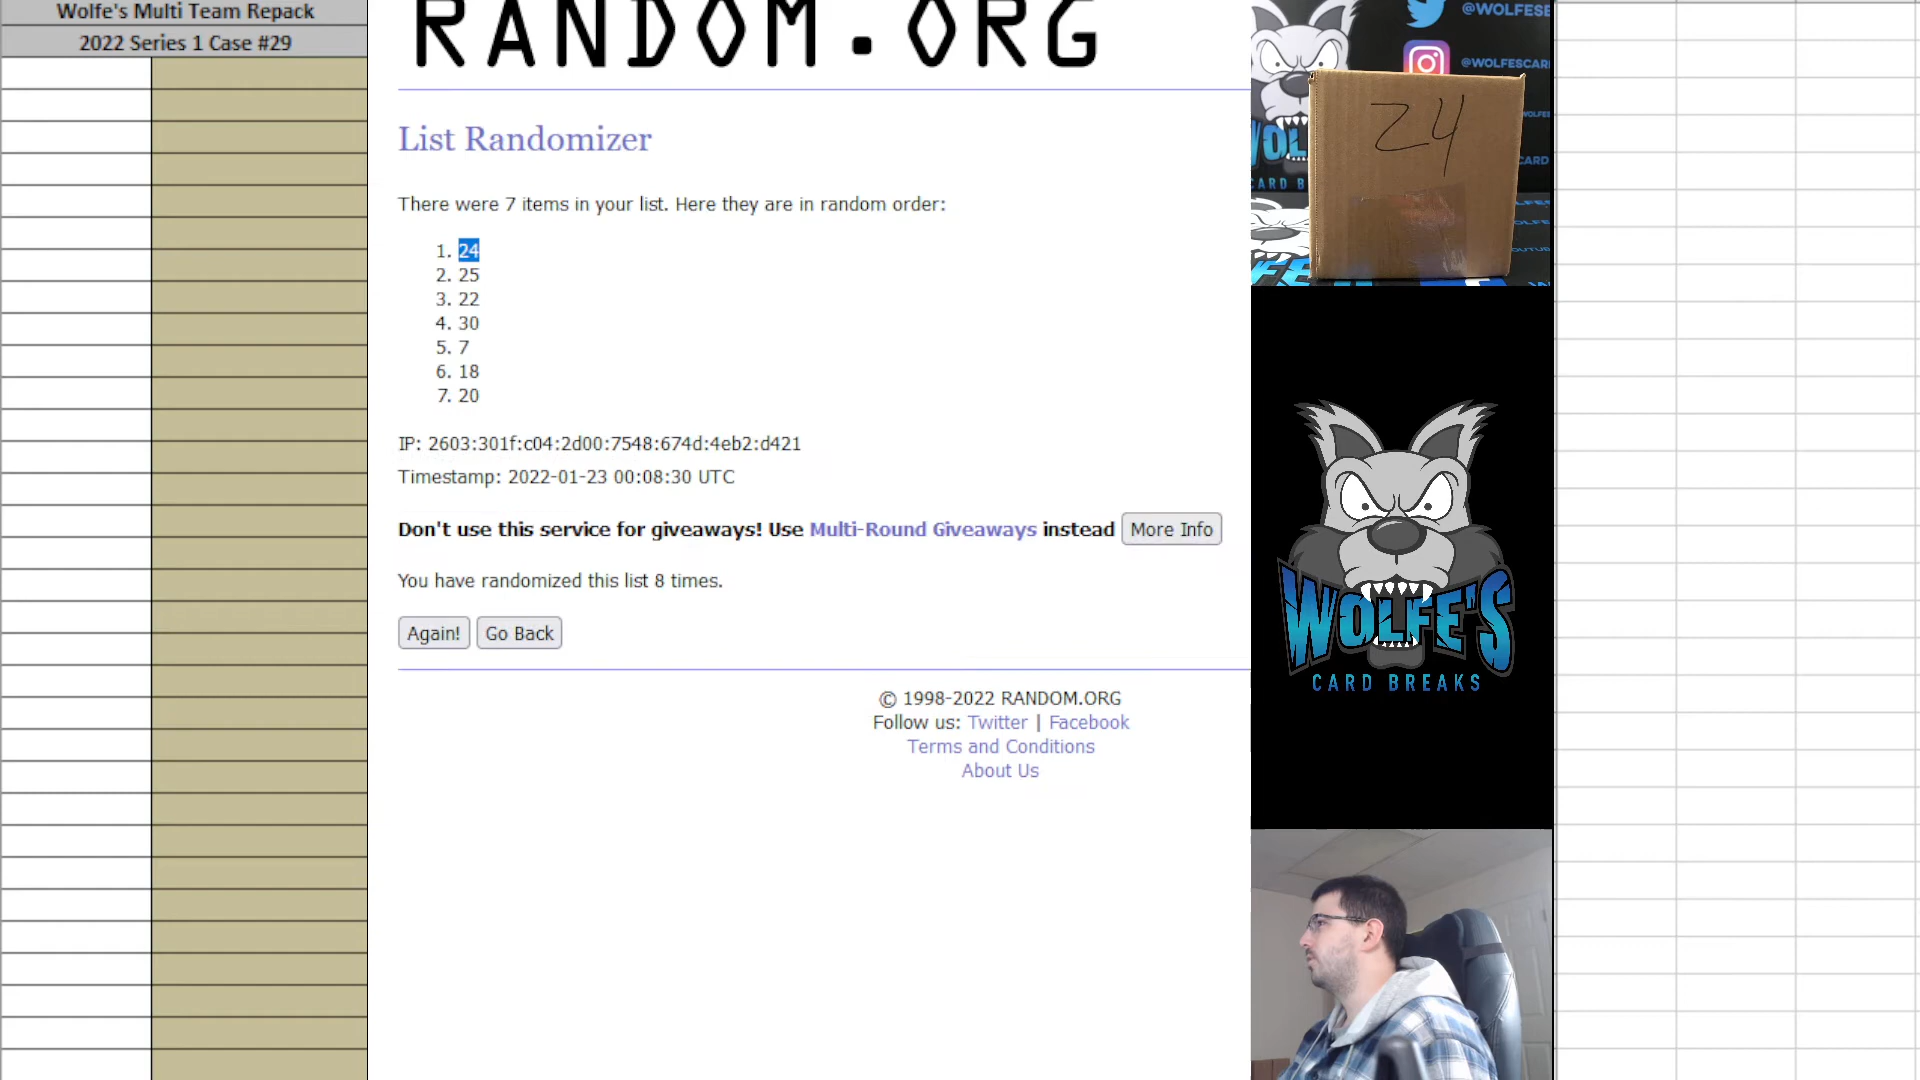 Wolfe's Multi Team Repack
2022 Series 1 Case #29
RANDOM.ORG
List Randomizer
There were 7 items in your list. Here they are in random order:
1. 24
2. 25
3. 22
4. 30
5. 7
6. 18
7. 20
IP: 2603:301f:c04:2d00:7548:674d:4eb2:d421
Timestamp: 2022-01-23 00:08:30 UTC
Don't use this service for giveaways! Use Multi-Round Giveaways instead More Info
You have randomized this list 8 times.
Again! Go Back
© 1998-2022 RANDOM.ORG
Follow us: Twitter | Facebook
Terms and Conditions
About Us
@WOLFESC
@WOLFESCAR
24
WOLFE'S
CARD BREAKS